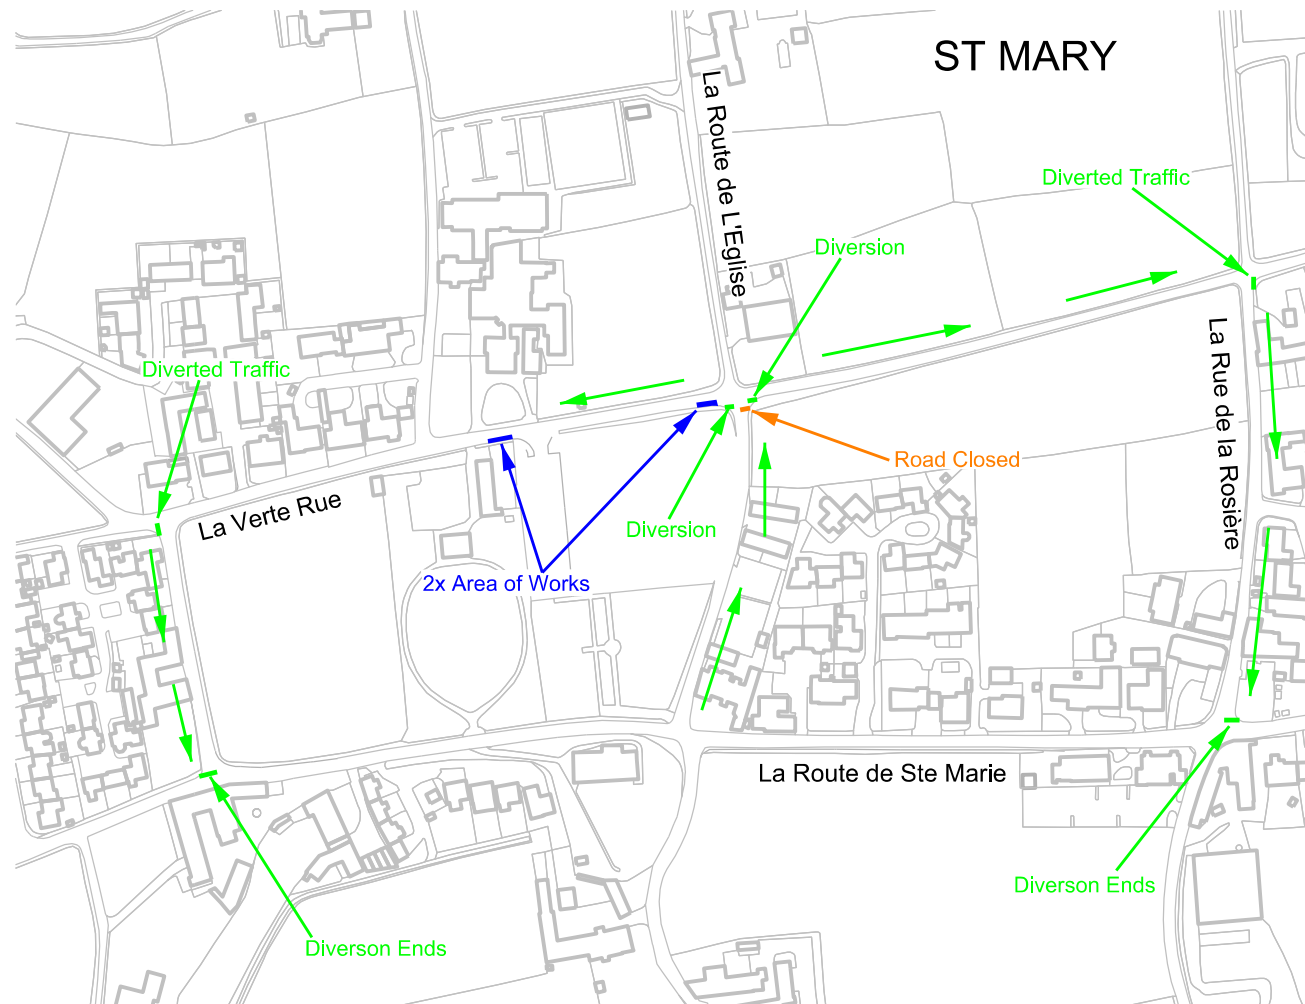 ST MARY
La Route de L'Eglise
Diverted Traffic
Diversion
La Rue de la Rosière
Diverted Traffic
Road Closed
La Verte Rue
Diversion
2x Area of Works
La Route de Ste Marie
Diverson Ends
Diverson Ends